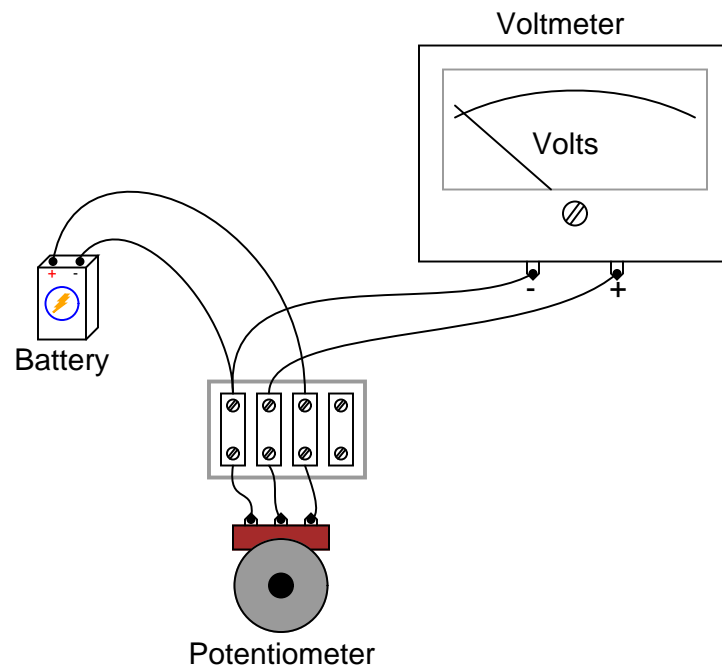 Voltmeter
Volts
- +
+ -
Battery
Potentiometer